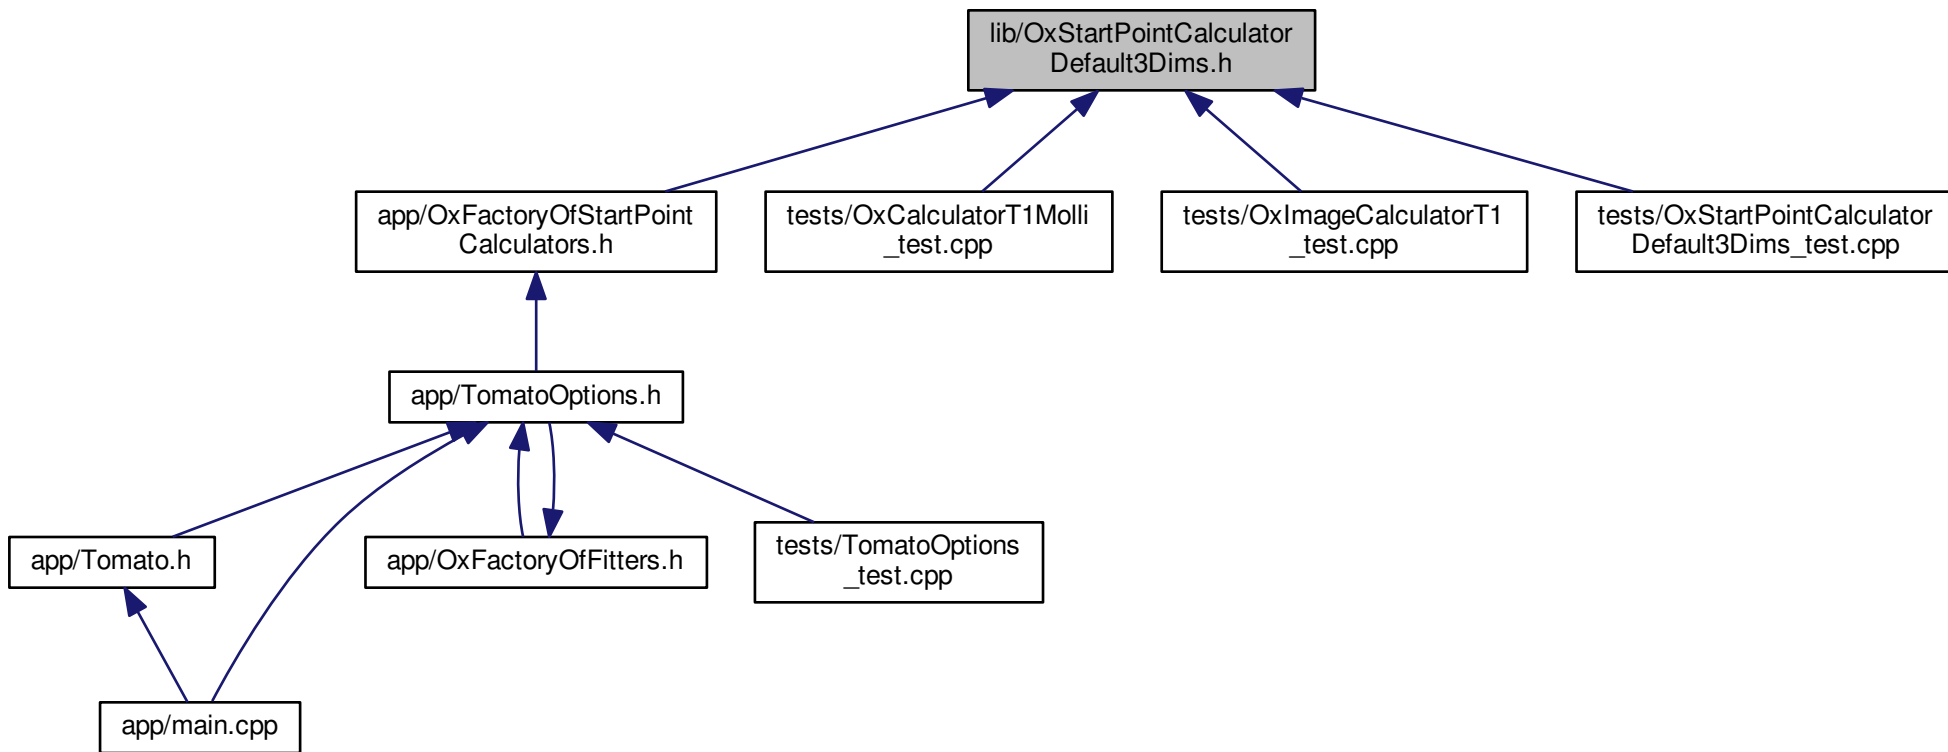 lib/OxStartPointCalculator
Default3Dims.h
app/OxFactoryOfStartPoint
Calculators.h
tests/OxCalculatorT1Molli
_test.cpp
tests/OxImageCalculatorT1
_test.cpp
tests/OxStartPointCalculator
Default3Dims_test.cpp
app/TomatoOptions.h
app/Tomato.h
app/OxFactoryOfFitters.h
tests/TomatoOptions
_test.cpp
app/main.cpp